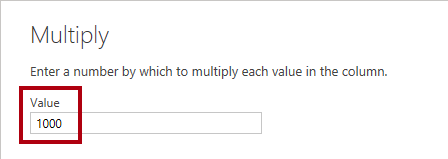 Multiply
Enter a number by which to multiply each value in the column.
Value
1000